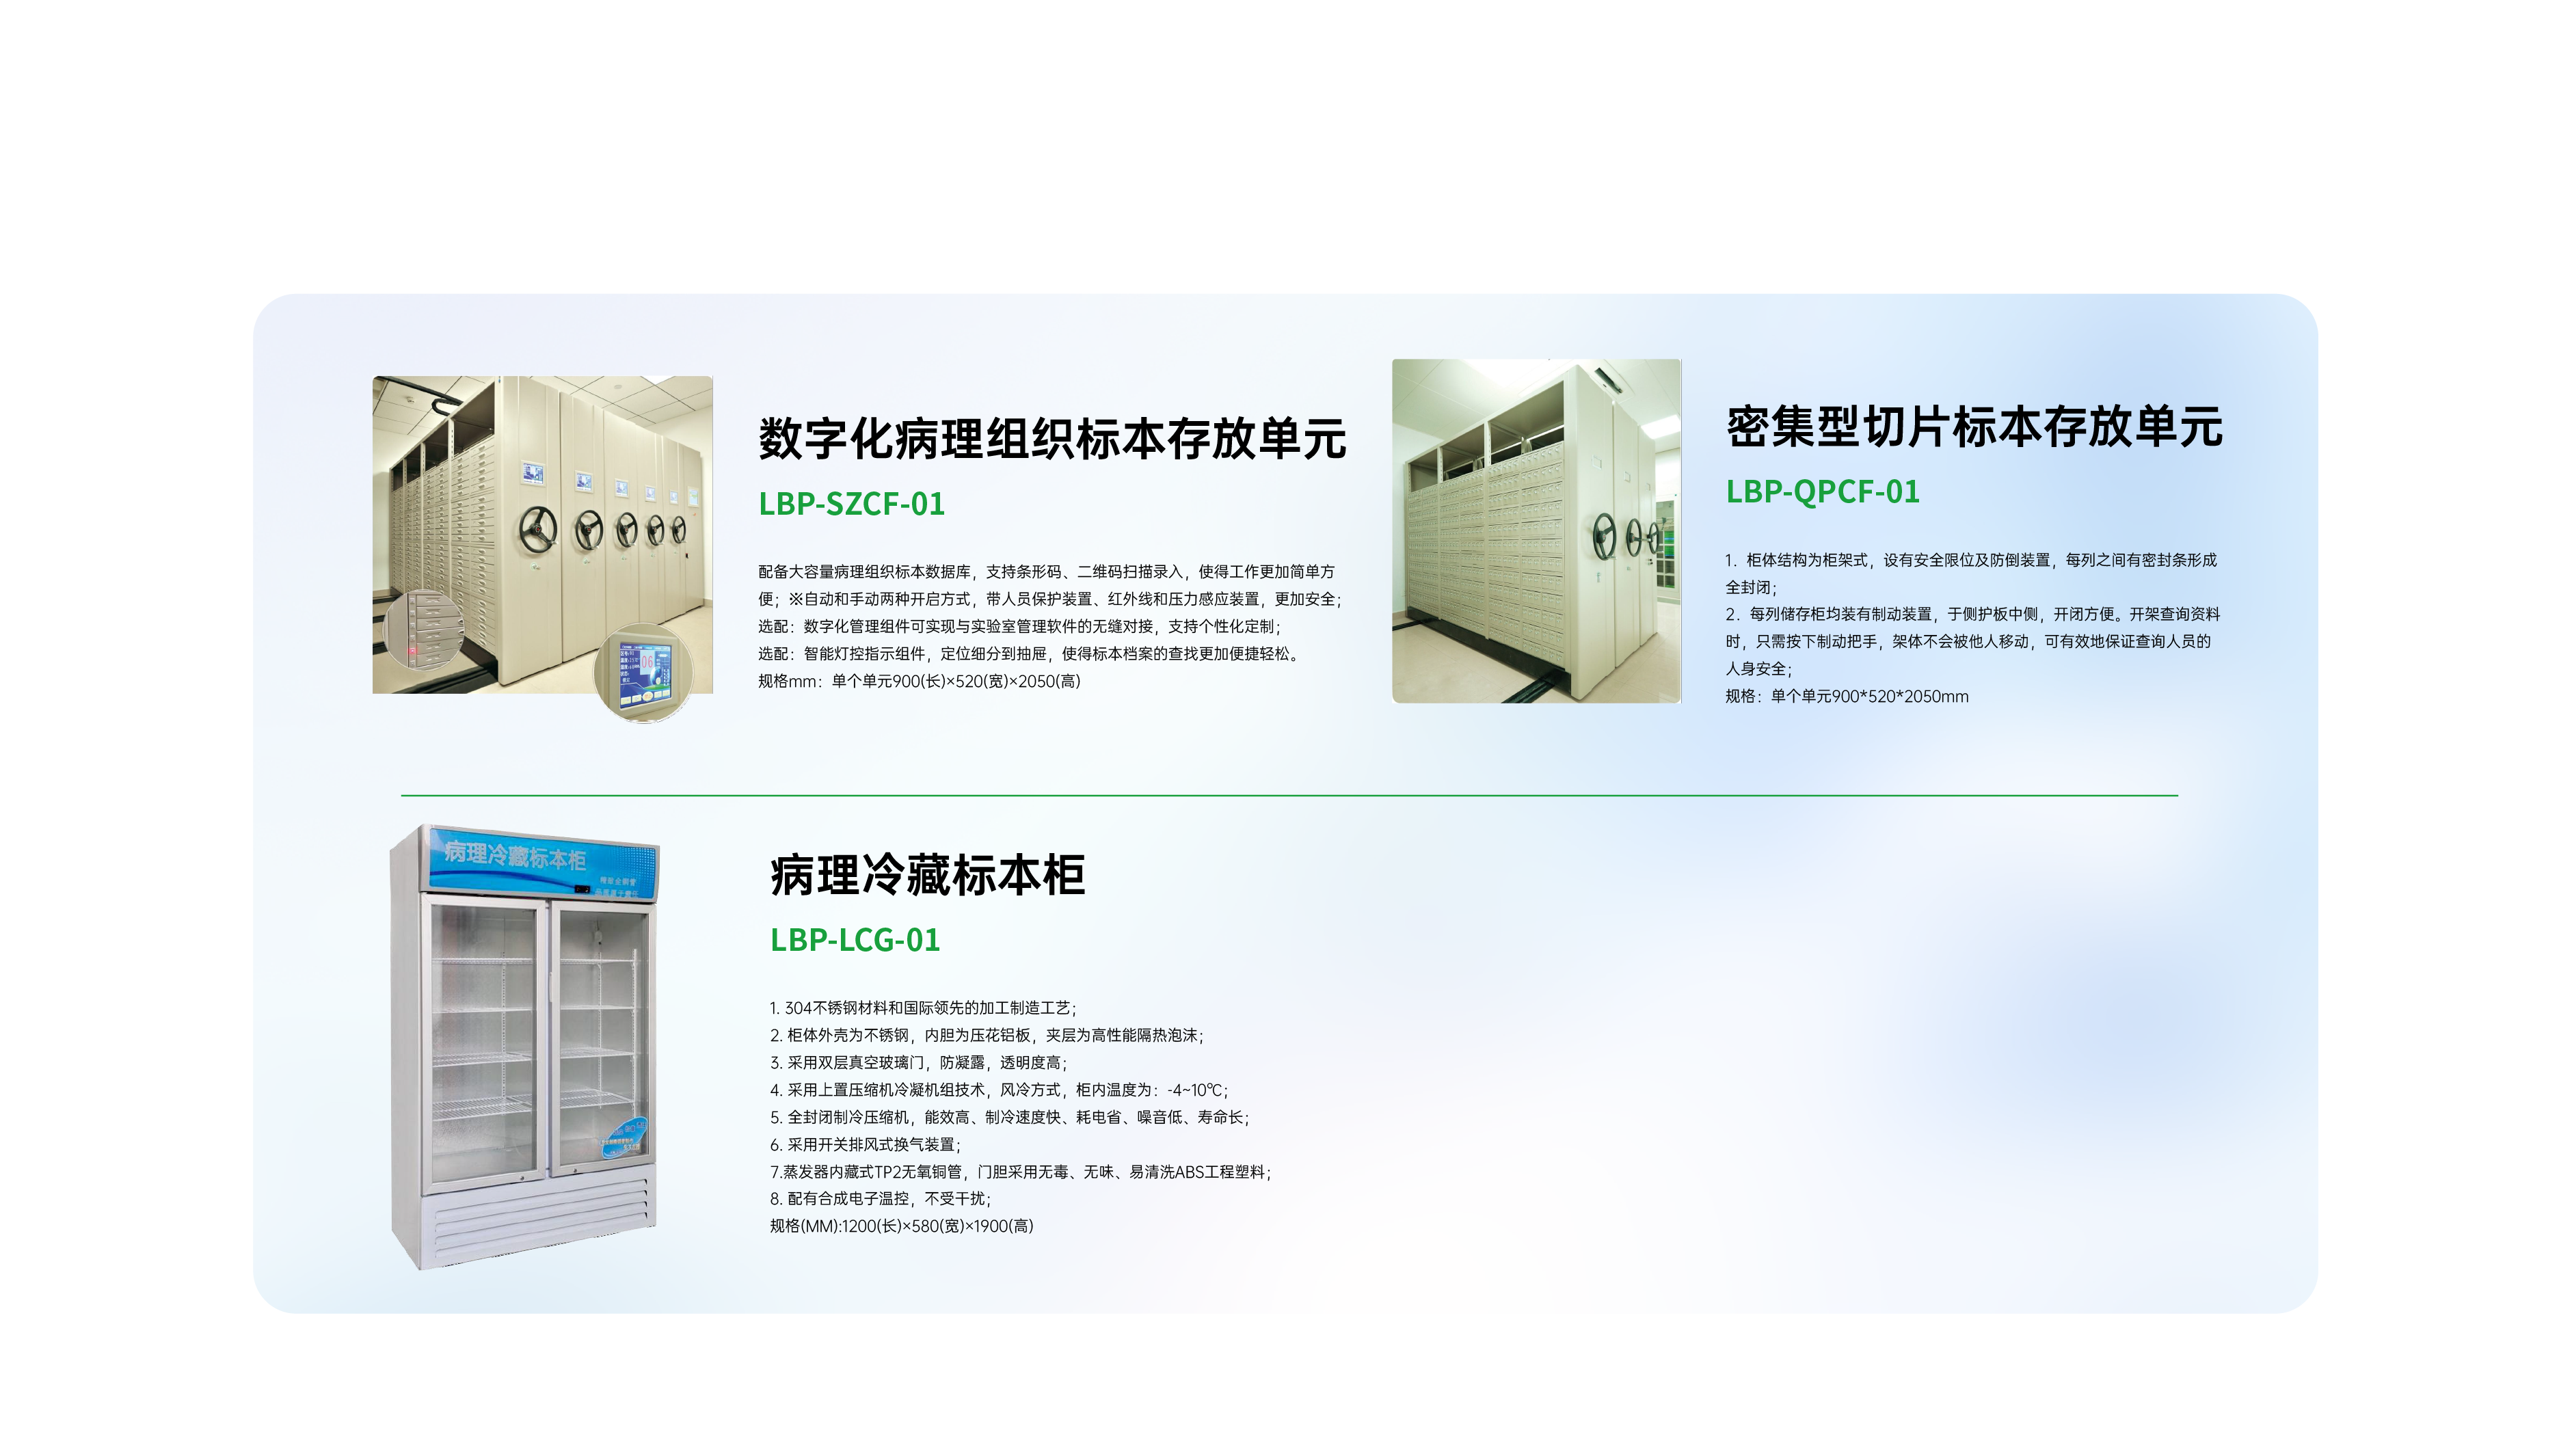 数字化病理组织标本存放单元
LBP-SZCF-01
配备大容量病理组织标本数据库，支持条形码、二维码扫描录入，使得工作更加简单方
便；※自动和手动两种开启方式，带人员保护装置、红外线和压力感应装置，更加安全；
选配：数字化管理组件可实现与实验室管理软件的无缝对接，支持个性化定制；
选配：智能灯控指示组件，定位细分到抽屉，使得标本档案的查找更加便捷轻松。
规格mm：单个单元900(长)×520(宽)×2050(高)
密集型切片标本存放单元
LBP-QPCF-01
1. 柜体结构为柜架式，设有安全限位及防倒装置，每列之间有密封条形成
全封闭；
2. 每列储存柜均装有制动装置，于侧护板中侧，开闭方便。开架查询资料
时，只需按下制动把手，架体不会被他人移动，可有效地保证查询人员的
人身安全；
规格：单个单元900*520*2050mm
病理冷藏标本柜
病理冷藏标本柜
LBP-LCG-01
1. 304不锈钢材料和国际领先的加工制造工艺；
2. 柜体外壳为不锈钢，内胆为压花铝板，夹层为高性能隔热泡沫；
3. 采用双层真空玻璃门，防凝露，透明度高；
4. 采用上置压缩机冷凝机组技术，风冷方式，柜内温度为：-4~10℃；
5. 全封闭制冷压缩机，能效高、制冷速度快、耗电省、噪音低、寿命长；
6. 采用开关排风式换气装置；
7.蒸发器内藏式TP2无氧铜管，门胆采用无毒、无味、易清洗ABS工程塑料；
8. 配有合成电子温控，不受干扰；
规格(MM):1200(长)×580(宽)×1900(高)